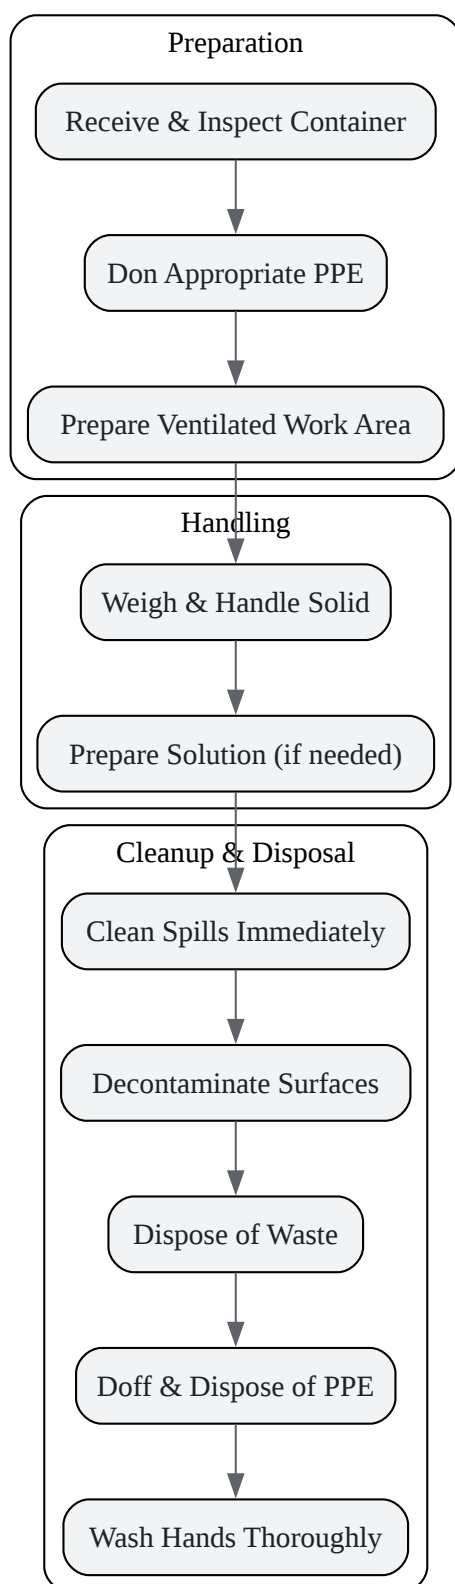 Preparation
Receive & Inspect Container
Don Appropriate PPE
Prepare Ventilated Work Area
Handling
Weigh & Handle Solid
Prepare Solution (if needed)
Cleanup & Disposal
Clean Spills Immediately
Decontaminate Surfaces
Dispose of Waste
Doff & Dispose of PPE
Wash Hands Thoroughly